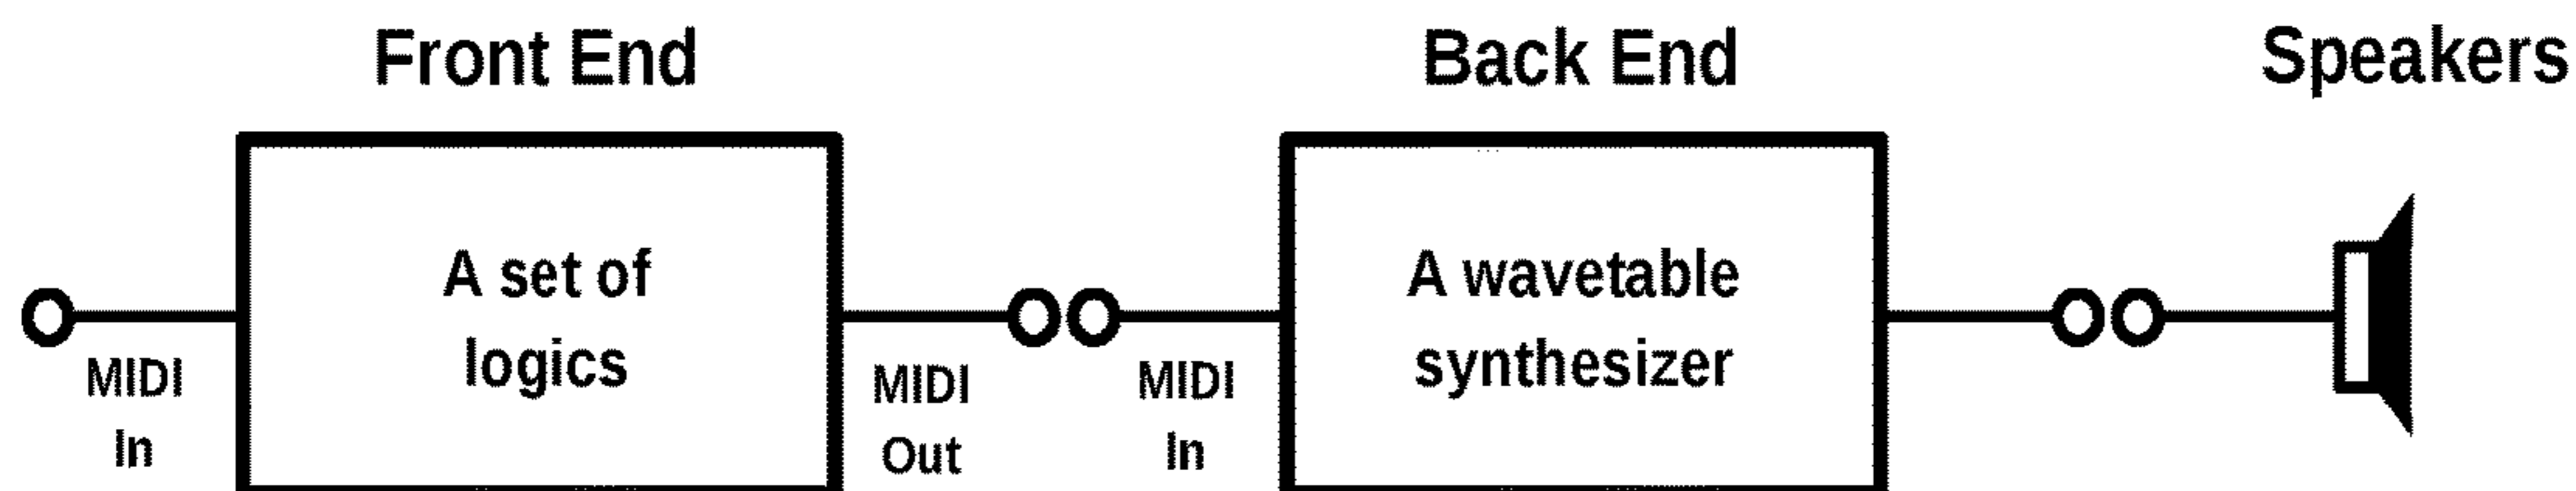 Front End
Back End
Speakers
A set of
logics
A wavetable
synthesizer
MIDI
In
MIDI
Out
MIDI
In